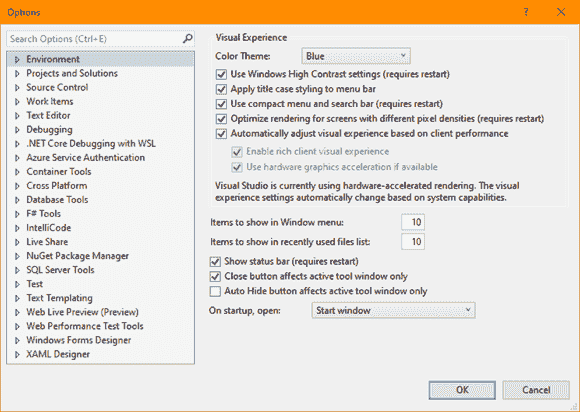 Options
Search Options (Ctrl+E)
Environment
Projects and Solutions
Source Control
Work Items
Text Editor
Debugging
.NET Core Debugging with WSL
Azure Service Authentication
Container Tools
Cross Platform
Database Tools
F# Tools
IntelliCode
Live Share
NuGet Package Manager
SQL Server Tools
Test
Text Templating
Web Live Preview (Preview)
Web Performance Test Tools
Windows Forms Designer
XAML Designer
Visual Experience
Color Theme: Blue
Use Windows High Contrast settings (requires restart)
Apply title case styling to menu bar
Use compact menu and search bar (requires restart)
Optimize rendering for screens with different pixel densities (requires restart)
Automatically adjust visual experience based on client performance
Enable rich client visual experience
Use hardware graphics acceleration if available
Visual Studio is currently using hardware-accelerated rendering. The visual
experience settings automatically change based on system capabilities.
Items to show in Window menu: 10
Items to show in recently used files list: 10
Show status bar (requires restart)
Close button affects active tool window only
Auto Hide button affects active tool window only
On startup, open: Start window
OK Cancel